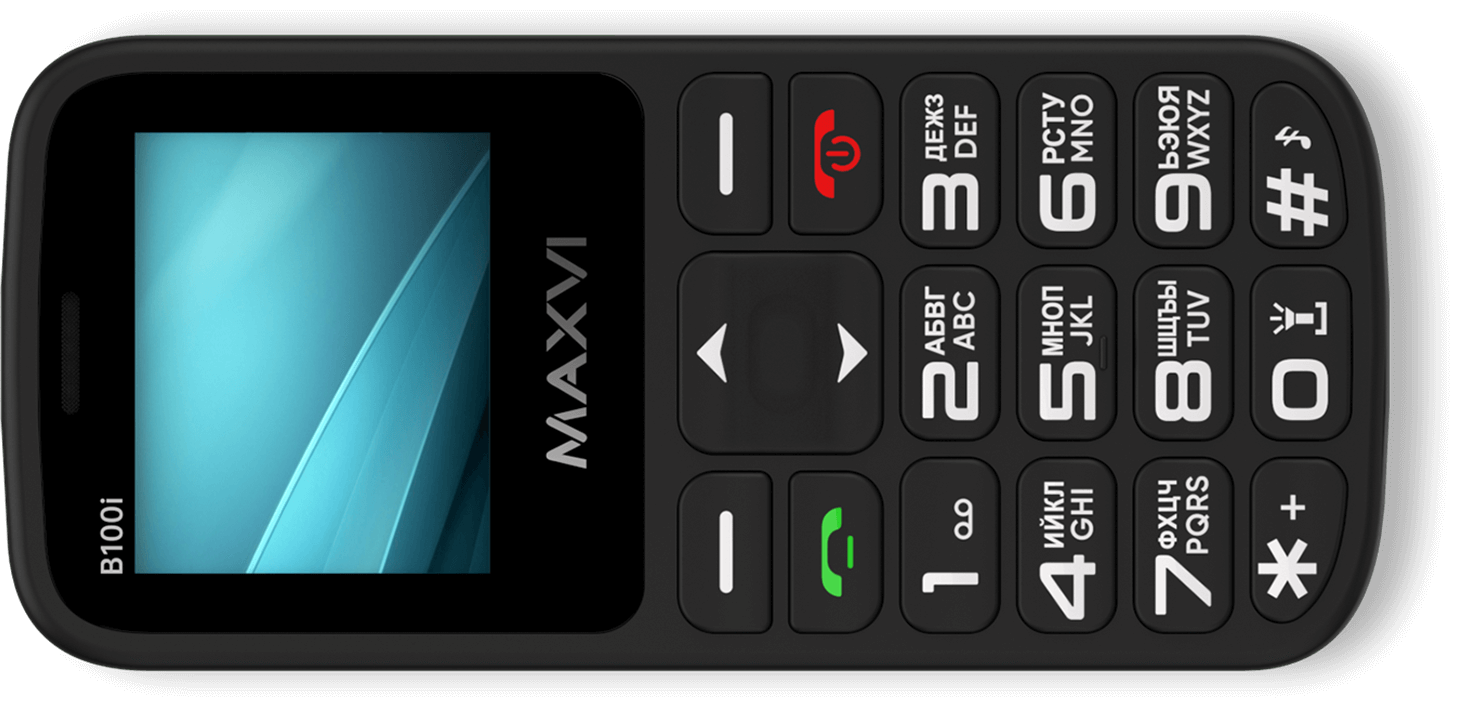 B100i
MAXVI
1
2 АБВГ
ABC
3 ДЕЖЗ
DEF
4 ИЙКЛ
GHI
5 МНОП
JKL
6 РСТУ
MNO
7 ФХЦЧ
PQRS
8 ШЩЪЫ
TUV
9 ЬЭЮЯ
WXYZ
* +
0
#